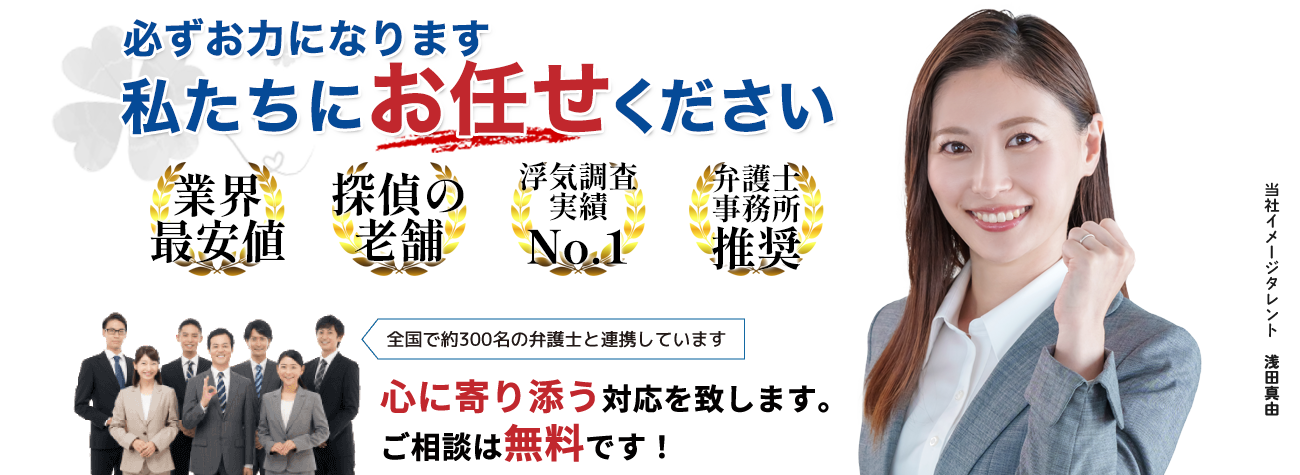 必ずお力になります
私たちにお任せください
業界
最安値
探偵の
老舗
浮気調査
実績
No.1
弁護士
事務所
推奨
全国で約300名の弁護士と連携しています
心に寄り添う対応を致します。
ご相談は無料です！
当社イメージタレント 浅田真由